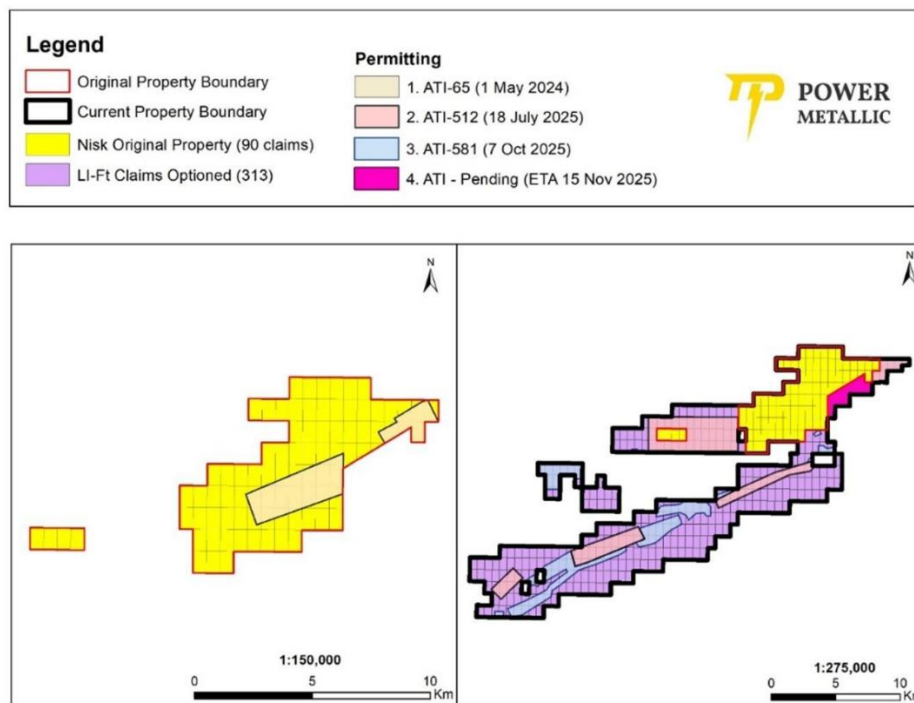 Legend
Original Property Boundary
Current Property Boundary
Nisk Original Property (90 claims)
LI-Ft Claims Optioned (313)
Permitting
1. ATI-65 (1 May 2024)
2. ATI-512 (18 July 2025)
3. ATI-581 (7 Oct 2025)
4. ATI - Pending (ETA 15 Nov 2025)
POWER
METALLIC
N
1:150,000
0 5 10
Km
N
1:275,000
0 5 10
Km